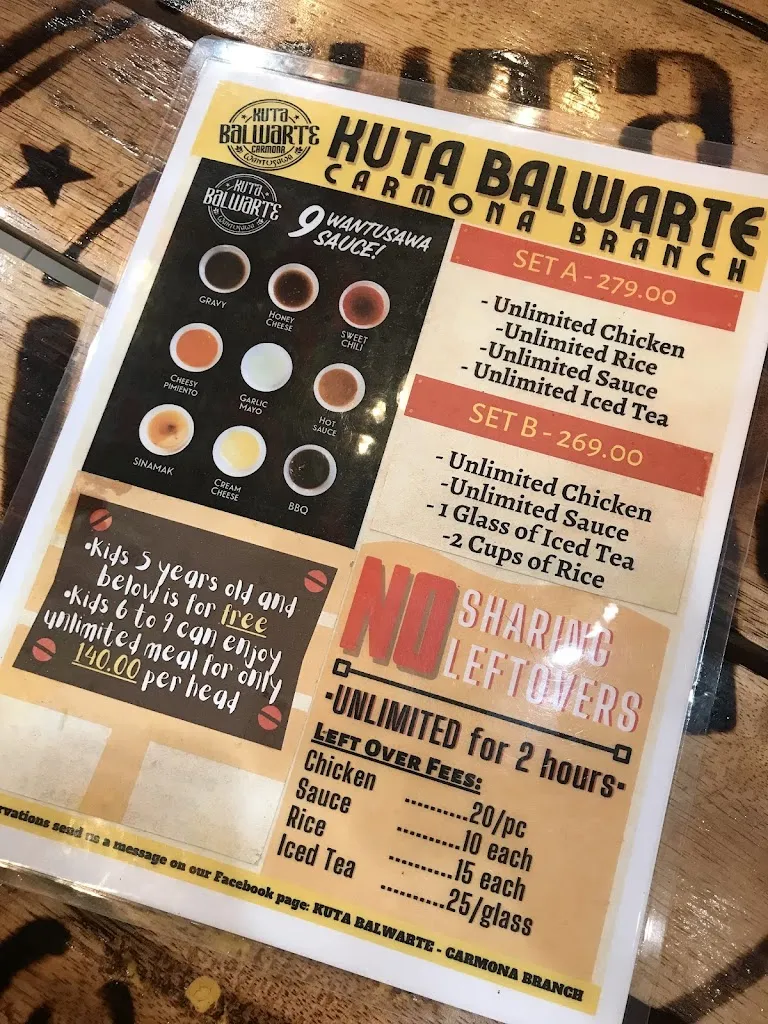 KUTA
BALWARTE
CARMONA
WANTUSAWA
KUTA BALWARTE
CARMONA BRANCH
KUTA
BALWARTE
WANTUSAWA
9 WANTUSAWA
SAUCE!
GRAVY
HONEY
CHEESE
SWEET
CHILI
CHEESY
PIMIENTO
GARLIC
MAYO
HOT
SAUCE
SINAMAK
CREAM
CHEESE
BBQ
SET A - 279.00
- Unlimited Chicken
-Unlimited Rice
-Unlimited Sauce
- Unlimited Iced Tea
SET B - 269.00
- Unlimited Chicken
-Unlimited Sauce
- 1 Glass of Iced Tea
-2 Cups of Rice
•Kids 5 years old and
below is for free
•Kids 6 to 9 can enjoy
unlimited meal for only
140.00 per head
NO SHARING
LEFTOVERS
-UNLIMITED for 2 hours-
LEFT OVER FEES:
Chicken ..........20/pc
Sauce ..........10 each
Rice ..........15 each
Iced Tea ..........25/glass
send us a message on our Facebook page: KUTA BALWARTE - CARMONA BRANCH